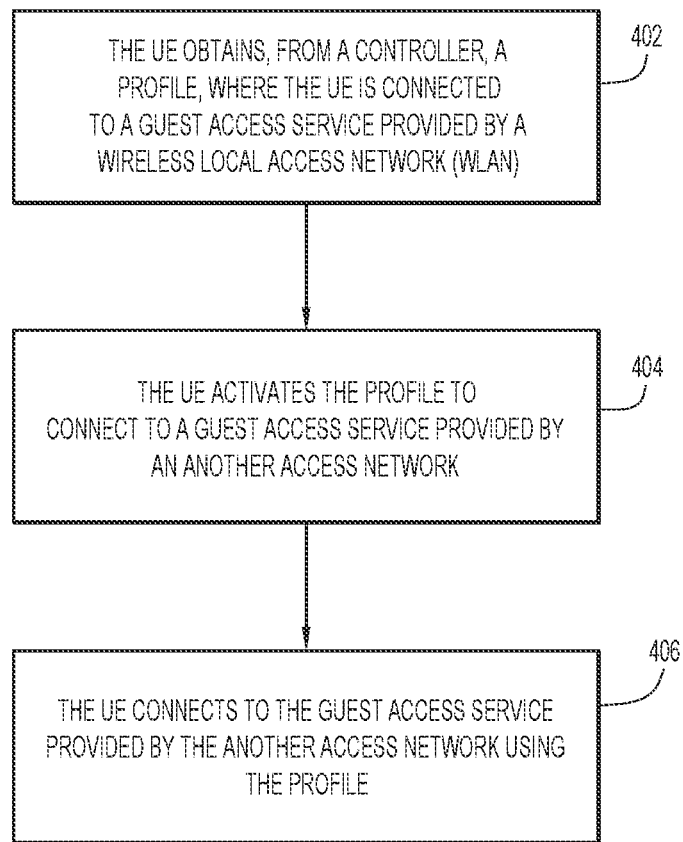 THE UE OBTAINS, FROM A CONTROLLER, A
PROFILE, WHERE THE UE IS CONNECTED
TO A GUEST ACCESS SERVICE PROVIDED BY A
WIRELESS LOCAL ACCESS NETWORK (WLAN)
402
THE UE ACTIVATES THE PROFILE TO
CONNECT TO A GUEST ACCESS SERVICE PROVIDED BY
AN ANOTHER ACCESS NETWORK
404
THE UE CONNECTS TO THE GUEST ACCESS SERVICE
PROVIDED BY THE ANOTHER ACCESS NETWORK USING
THE PROFILE
406